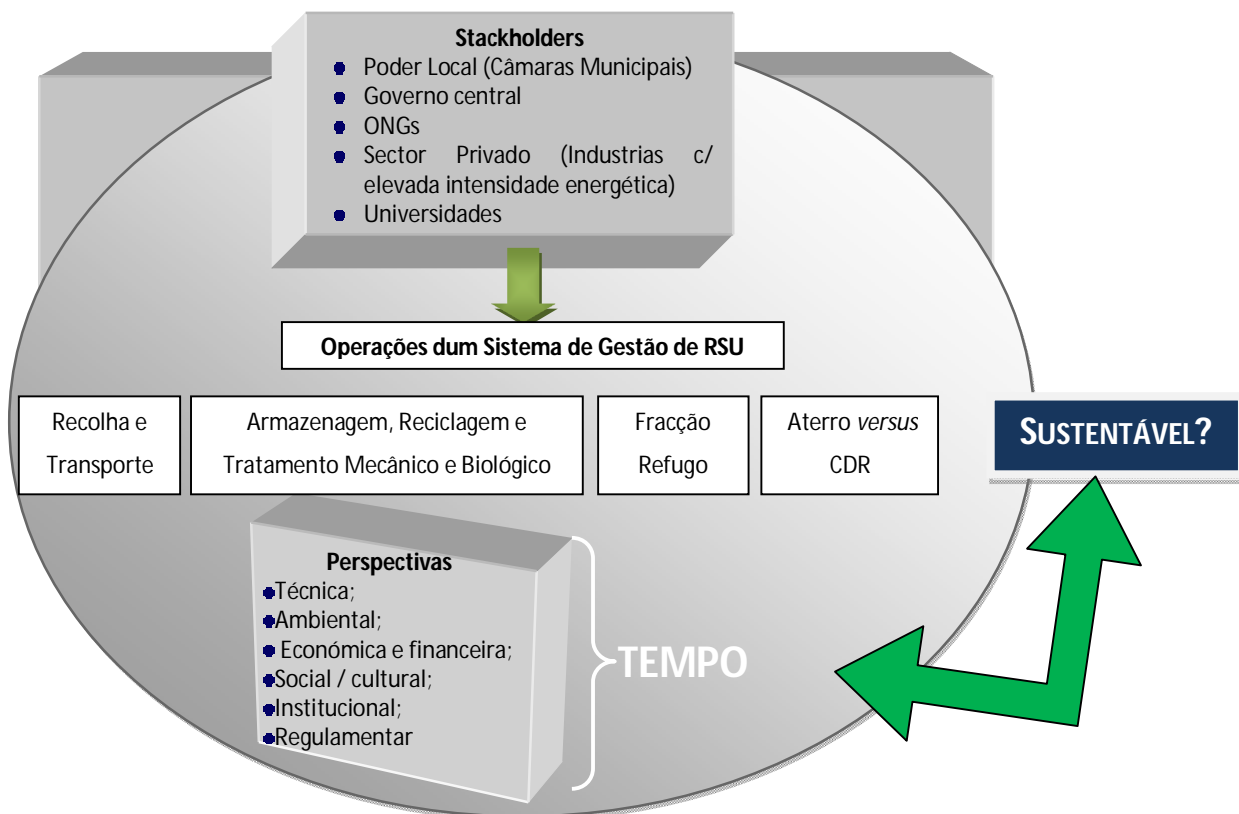 Stackholders
● Poder Local (Câmaras Municipais)
● Governo central
● ONGs
● Sector Privado (Industrias c/
elevada intensidade energética)
● Universidades
Operações dum Sistema de Gestão de RSU
Recolha e
Transporte
Armazenagem, Reciclagem e
Tratamento Mecânico e Biológico
Fracção
Refugo
Aterro versus
CDR
SUSTENTÁVEL?
Perspectivas
●Técnica;
●Ambiental;
● Económica e financeira;
●Social / cultural;
●Institucional;
●Regulamentar
TEMPO